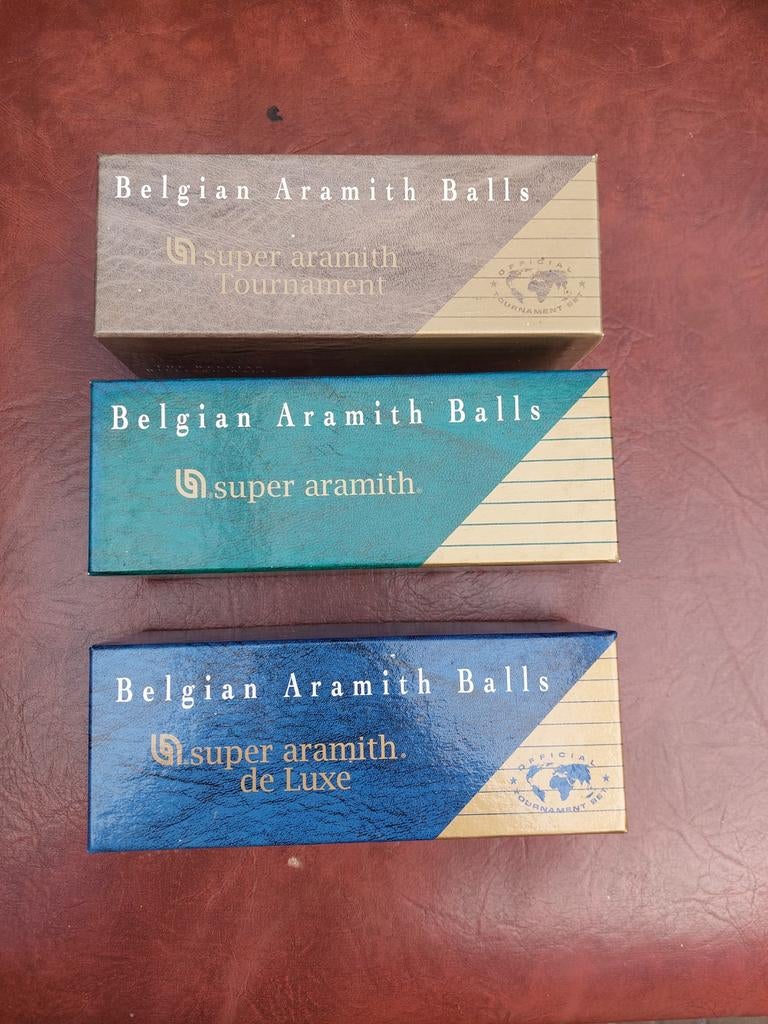 Belgian Aramith Balls
super aramith
Tournament
OFFICIAL
TOURNAMENT SET
Belgian Aramith Balls
super aramith®
Belgian Aramith Balls
super aramith®
de Luxe
OFFICIAL
TOURNAMENT SET